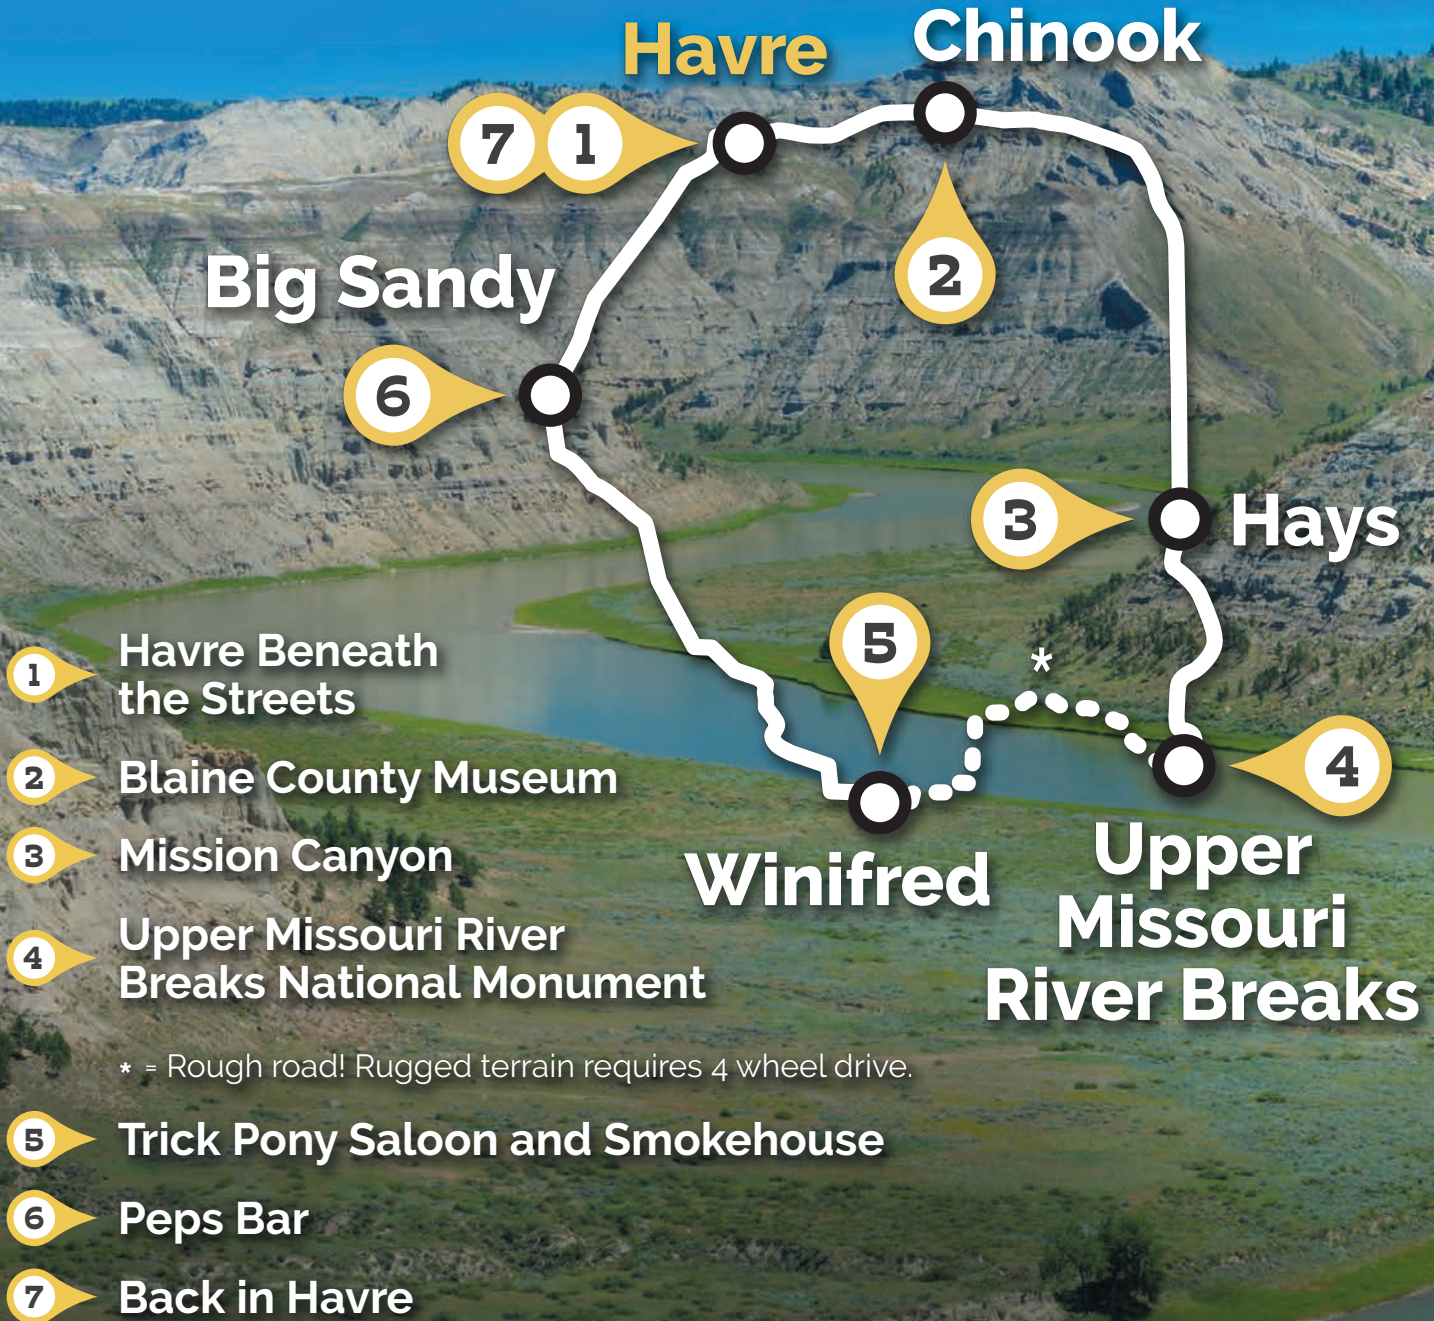 Havre
Chinook
7 1
2
Big Sandy
6
3
Hays
5
*
4
Winifred
Upper
Missouri
River Breaks
1 Havre Beneath
the Streets
2 Blaine County Museum
3 Mission Canyon
4 Upper Missouri River
Breaks National Monument
* = Rough road! Rugged terrain requires 4 wheel drive.
5 Trick Pony Saloon and Smokehouse
6 Peps Bar
7 Back in Havre